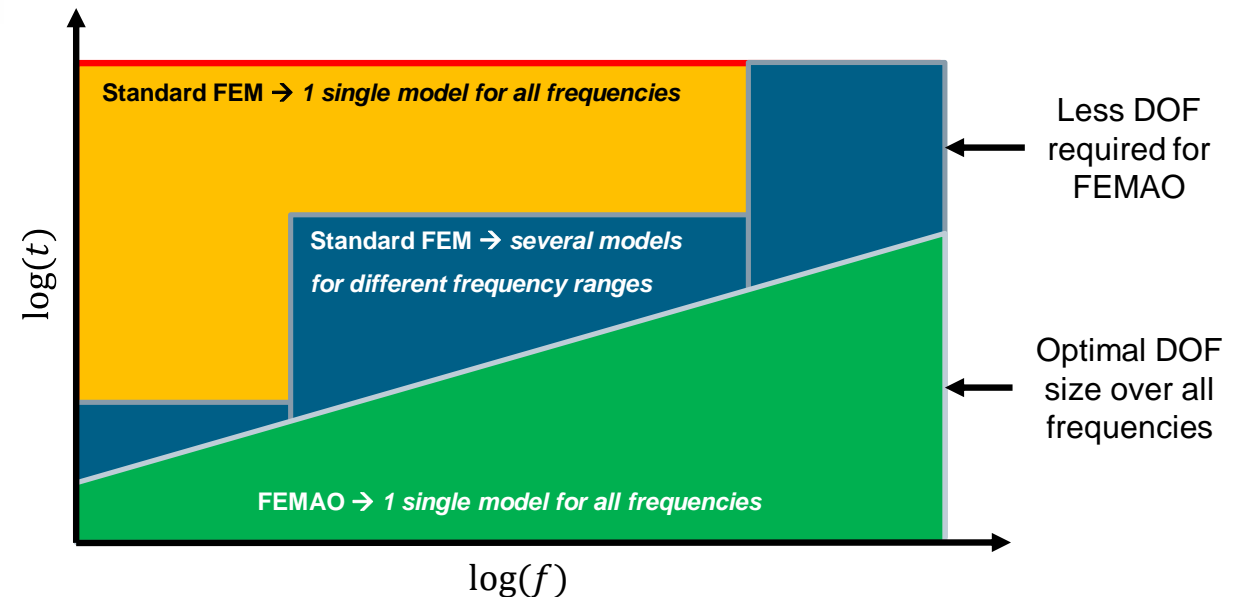 Standard FEM → 1 single model for all frequencies
Less DOF
required for
FEMAO
Standard FEM → several models
for different frequency ranges
log(t)
Optimal DOF
size over all
frequencies
FEMAO → 1 single model for all frequencies
log(f)